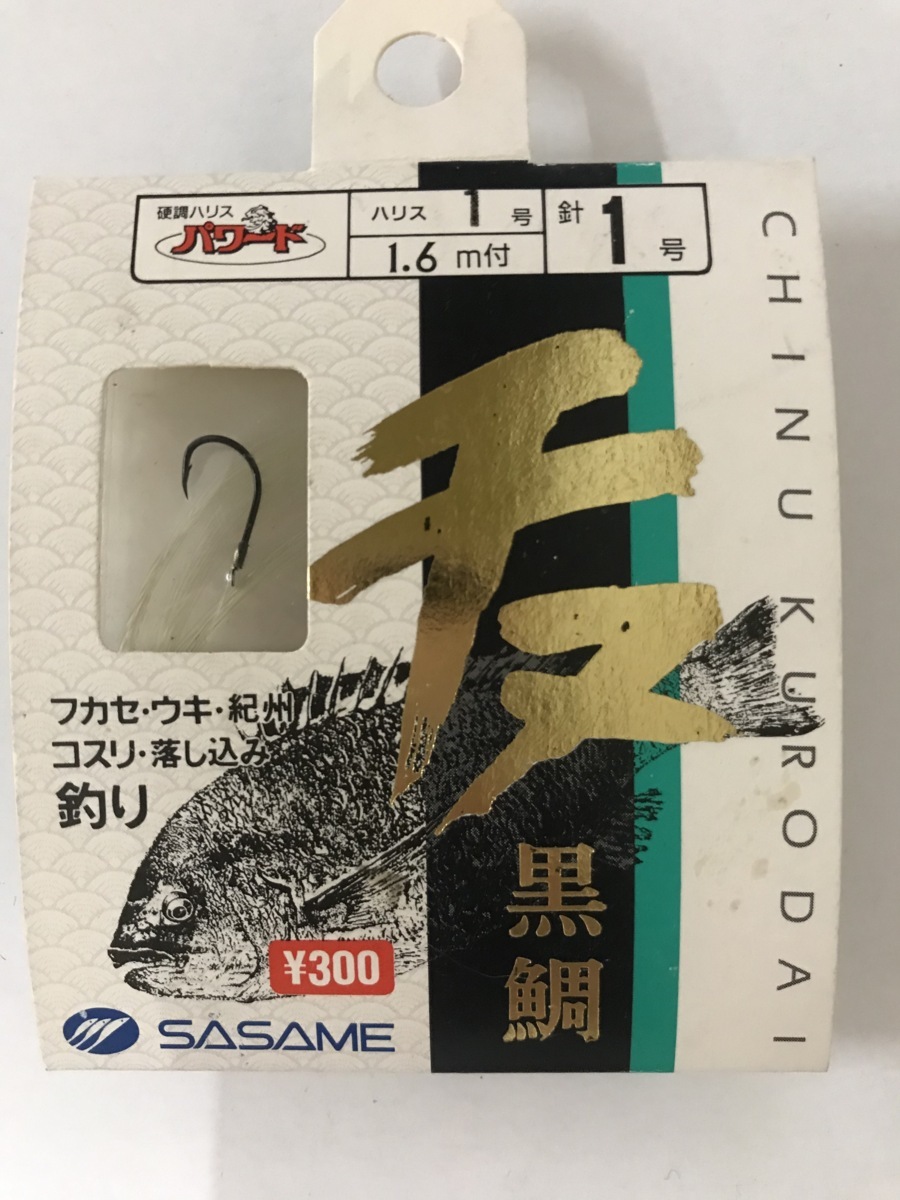 硬調ハリス
パワード
ハリス 1 号
1.6 m付
針 1 号
チヌ
黒鯛
CHINU KURODAI
フカセ・ウキ・紀州
コスリ・落し込み
釣り
¥300
SASAME